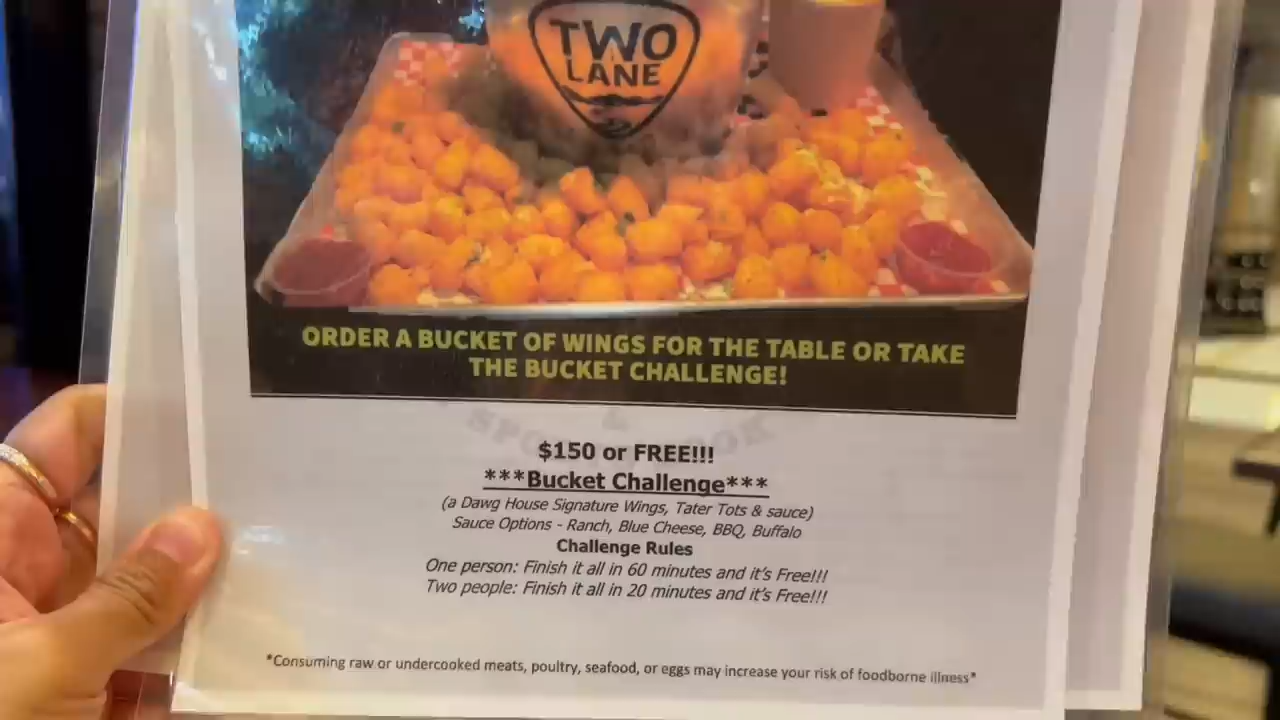 TWO
LANE
ORDER A BUCKET OF WINGS FOR THE TABLE OR TAKE
THE BUCKET CHALLENGE!
$150 or FREE!!!
***Bucket Challenge***
(a Dawg House Signature Wings, Tater Tots & sauce)
Sauce Options - Ranch, Blue Cheese, BBQ, Buffalo
Challenge Rules
One person: Finish it all in 60 minutes and it's Free!!!
Two people: Finish it all in 20 minutes and it's Free!!!
*Consuming raw or undercooked meats, poultry, seafood, or eggs may increase your risk of foodborne illness*